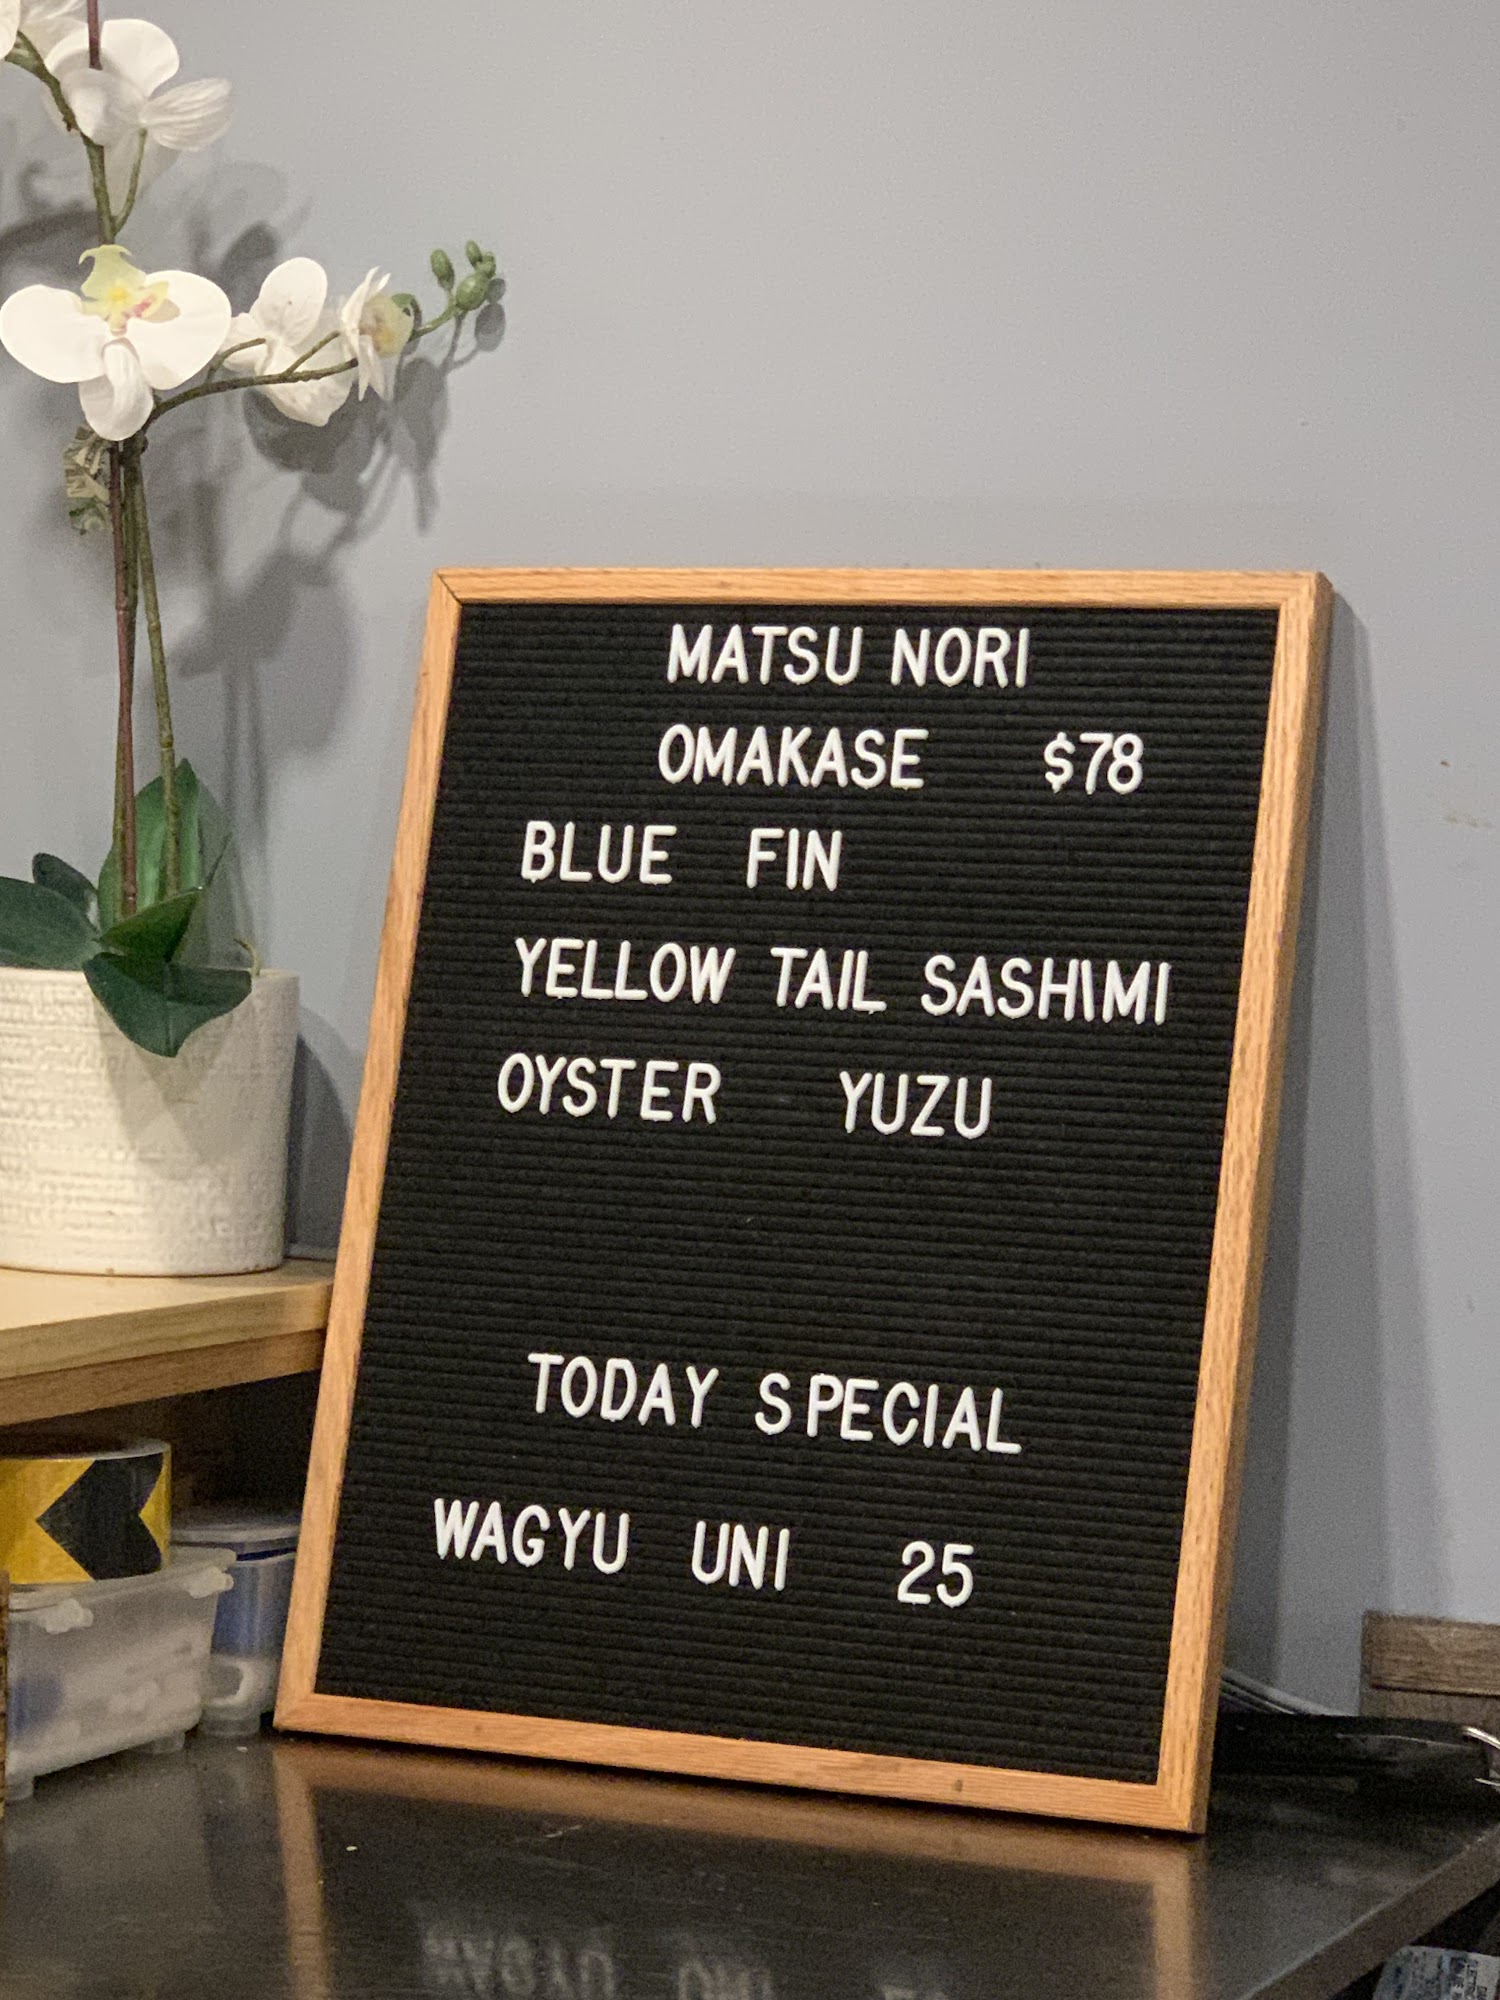 MATSU NORI
OMAKASE $78
BLUE FIN
YELLOW TAIL SASHIMI
OYSTER YUZU
TODAY SPECIAL
WAGYU UNI 25